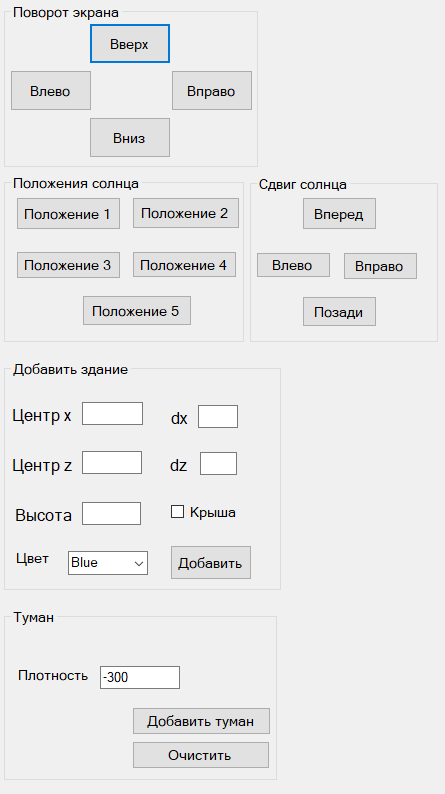 Поворот экрана
Вверх
Влево
Вправо
Вниз
Положения солнца
Положение 1
Положение 2
Положение 3
Положение 4
Положение 5
Сдвиг солнца
Вперед
Влево
Вправо
Позади
Добавить здание
Центр x
dx
Центр z
dz
Высота
Крыша
Цвет
Blue
Добавить
Туман
Плотность
-300
Добавить туман
Очистить